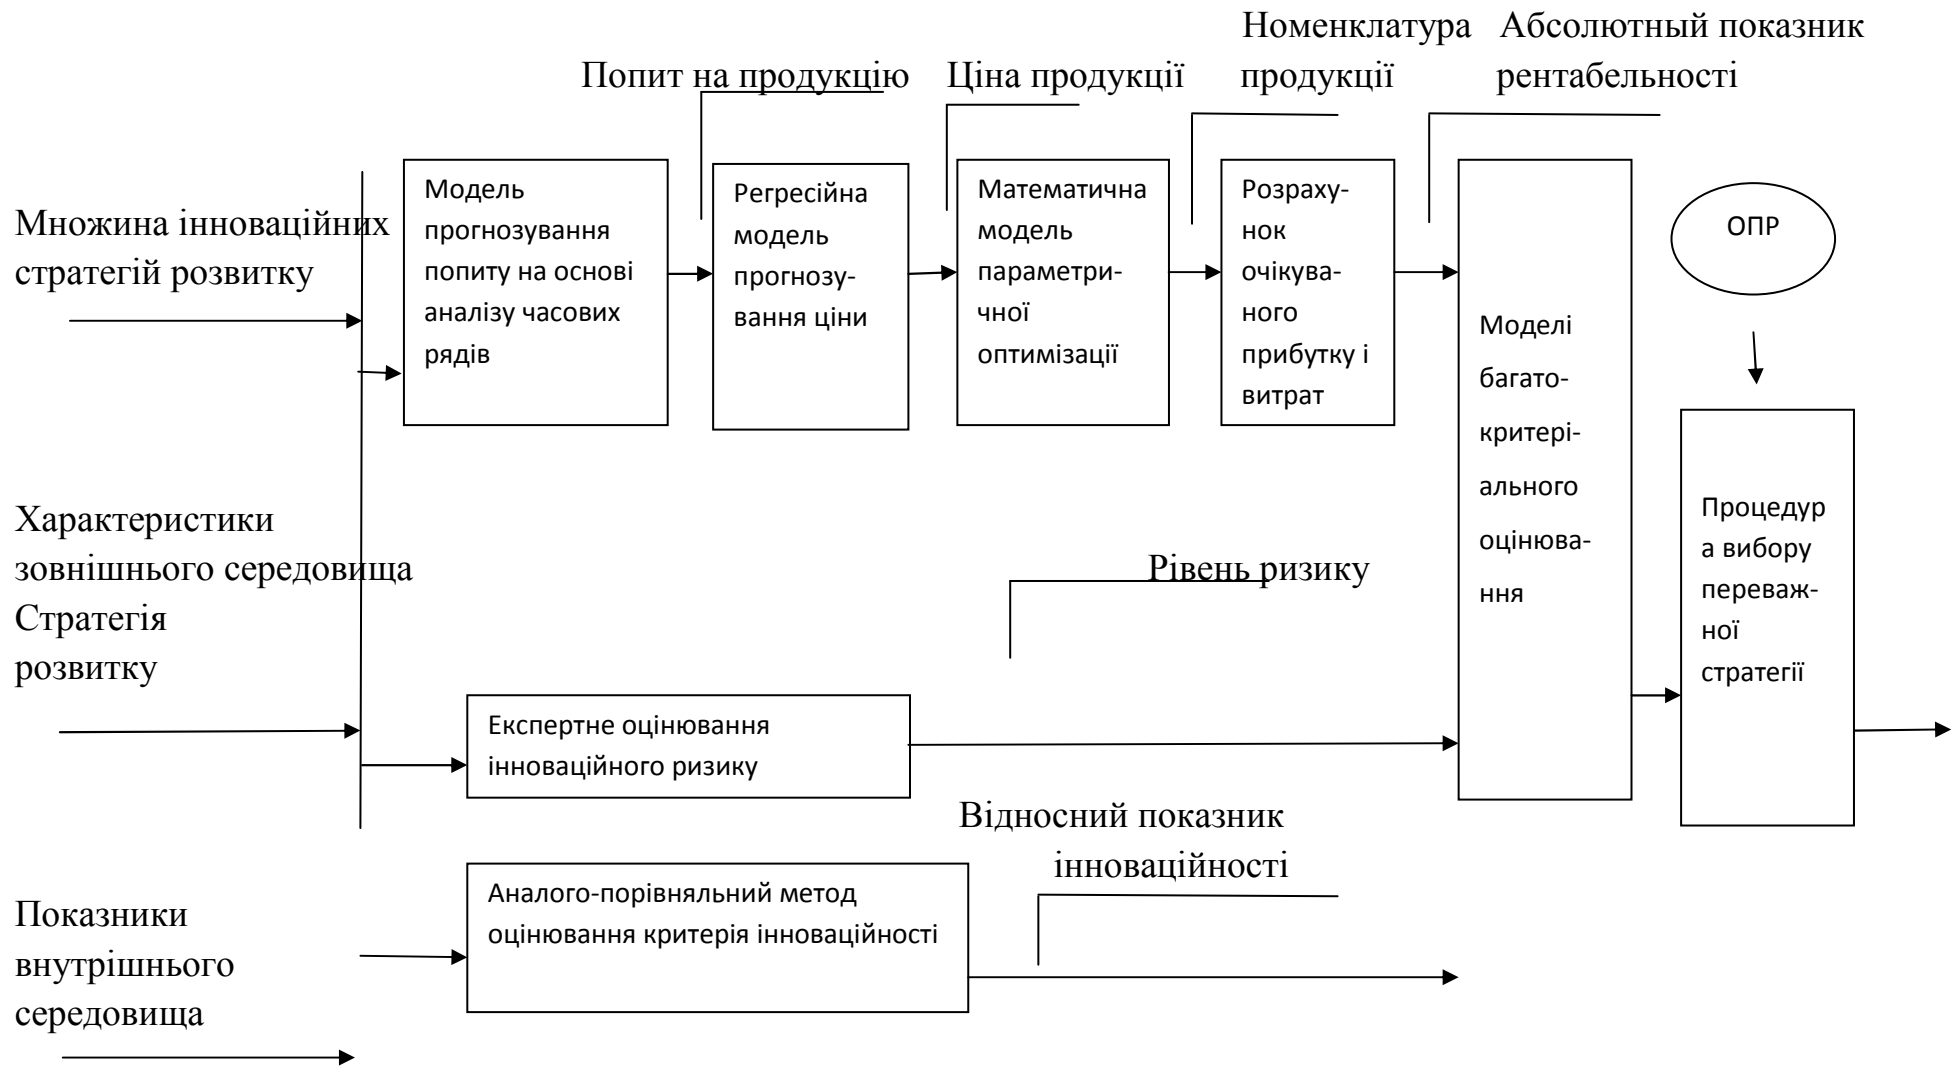 Номенклатура
продукції
Абсолютный показник
рентабельності
Попит на продукцію
Ціна продукції
Множина інноваційних
стратегій розвитку
Модель
прогнозування
попиту на основі
аналізу часових
рядів
Регресійна
модель
прогнозу-
вання ціни
Математична
модель
параметри-
чної
оптимізації
Розраху-
нок
очікува-
ного
прибутку і
витрат
Моделі
багато-
критері-
ального
оцінюва-
ння
ОПР
Процедур
а вибору
переваж-
ної
стратегії
Характеристики
зовнішнього середовища
Стратегія
розвитку
Рівень ризику
Експертне оцінювання
інноваційного ризику
Відносний показник
інноваційності
Аналого-порівняльний метод
оцінювання критерія інноваційності
Показники
внутрішнього
середовища